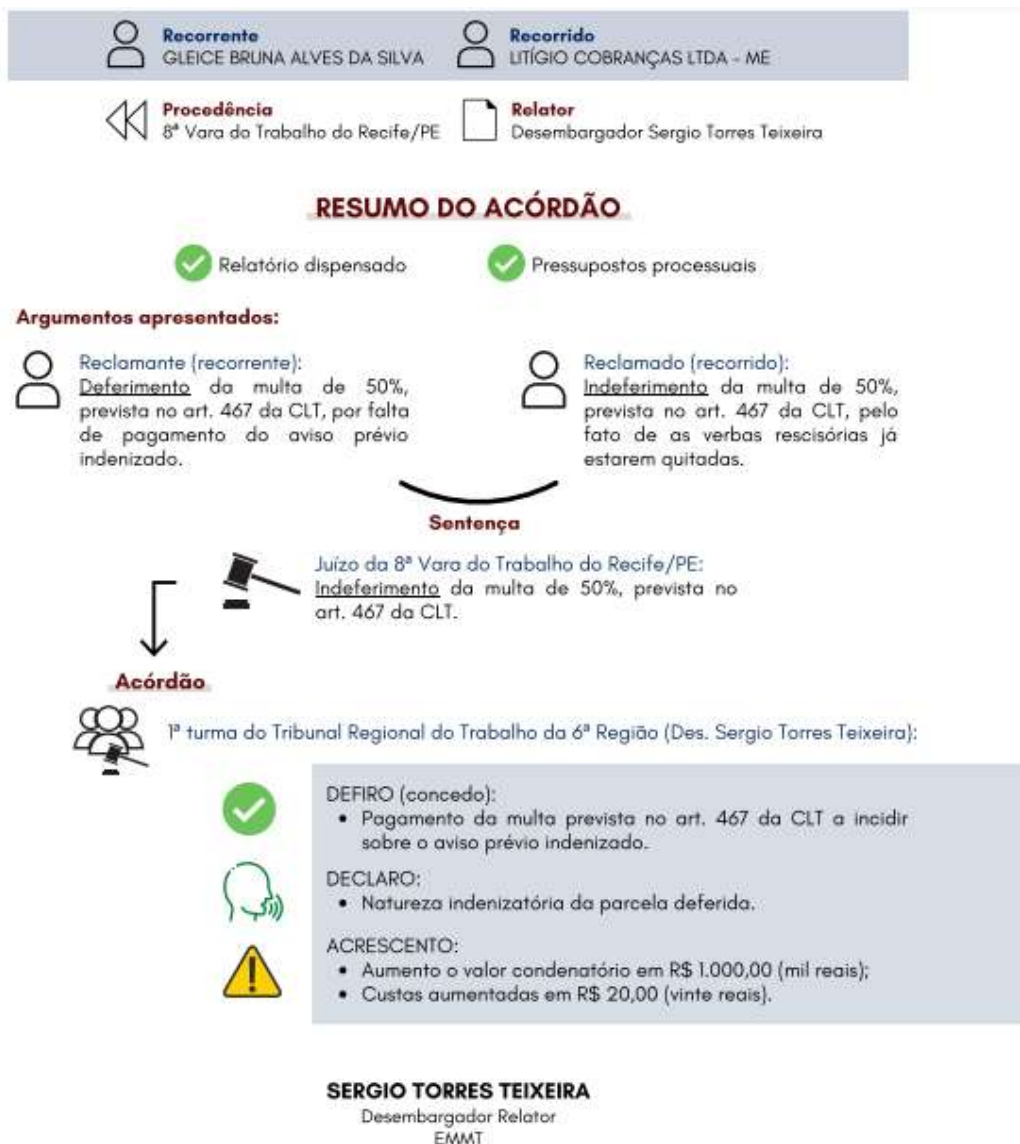 Recorrente
GLEICE BRUNA ALVES DA SILVA
Recorrido
LITÍGIO COBRANÇAS LTDA - ME
Procedência
8ª Vara do Trabalho do Recife/PE
Relator
Desembargador Sergio Torres Teixeira
RESUMO DO ACÓRDÃO
Relatório dispensado
Pressupostos processuais
Argumentos apresentados:
Reclamante (recorrente):
Deferimento da multa de 50%,
prevista no art. 467 da CLT, por falta
de pagamento do aviso prévio
indenizado.
Reclamado (recorrido):
Indeferimento da multa de 50%,
prevista no art. 467 da CLT, pelo
fato de as verbas rescisórias já
estarem quitadas.
Sentença
Juízo da 8ª Vara do Trabalho do Recife/PE:
Indeferimento da multa de 50%, prevista no
art. 467 da CLT.
Acórdão
1ª turma do Tribunal Regional do Trabalho da 6ª Região (Des. Sergio Torres Teixeira):
DEFIRO (concedo):
• Pagamento da multa prevista no art. 467 da CLT a incidir
sobre o aviso prévio indenizado.
DECLARO:
• Natureza indenizatória da parcela deferida.
ACRESCENTO:
• Aumento o valor condenatório em R$ 1.000,00 (mil reais);
• Custas aumentadas em R$ 20,00 (vinte reais).
SERGIO TORRES TEIXEIRA
Desembargador Relator
EMMT